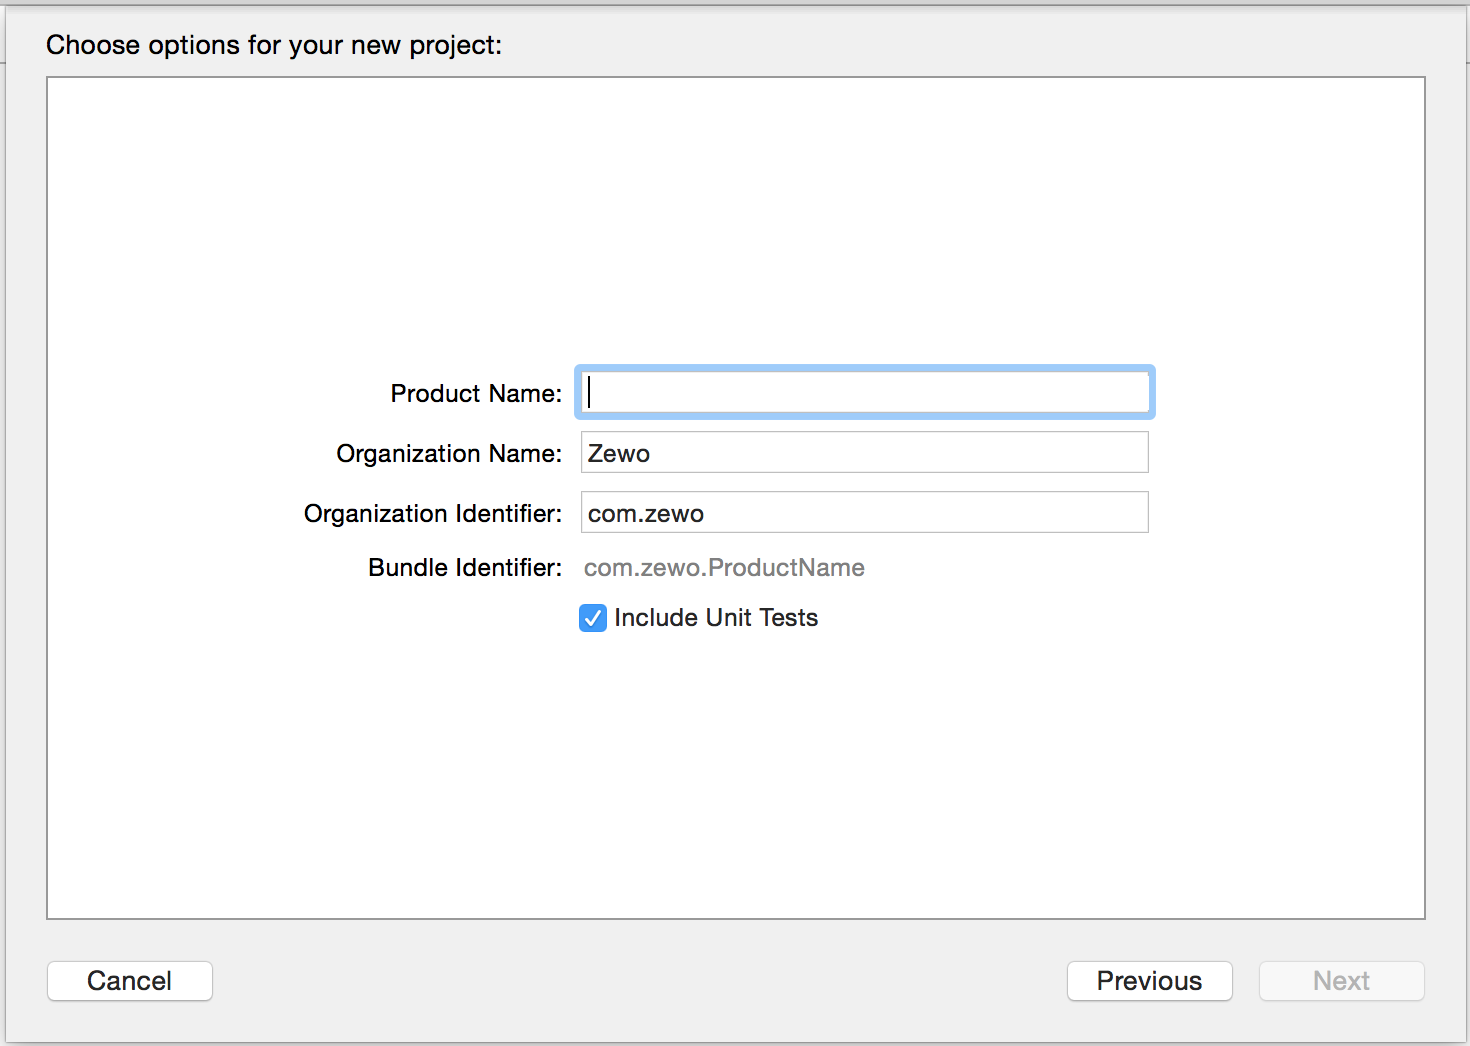 Choose options for your new project:
Product Name:
Organization Name: Zewo
Organization Identifier: com.zewo
Bundle Identifier: com.zewo.ProductName
Include Unit Tests
Cancel Previous Next